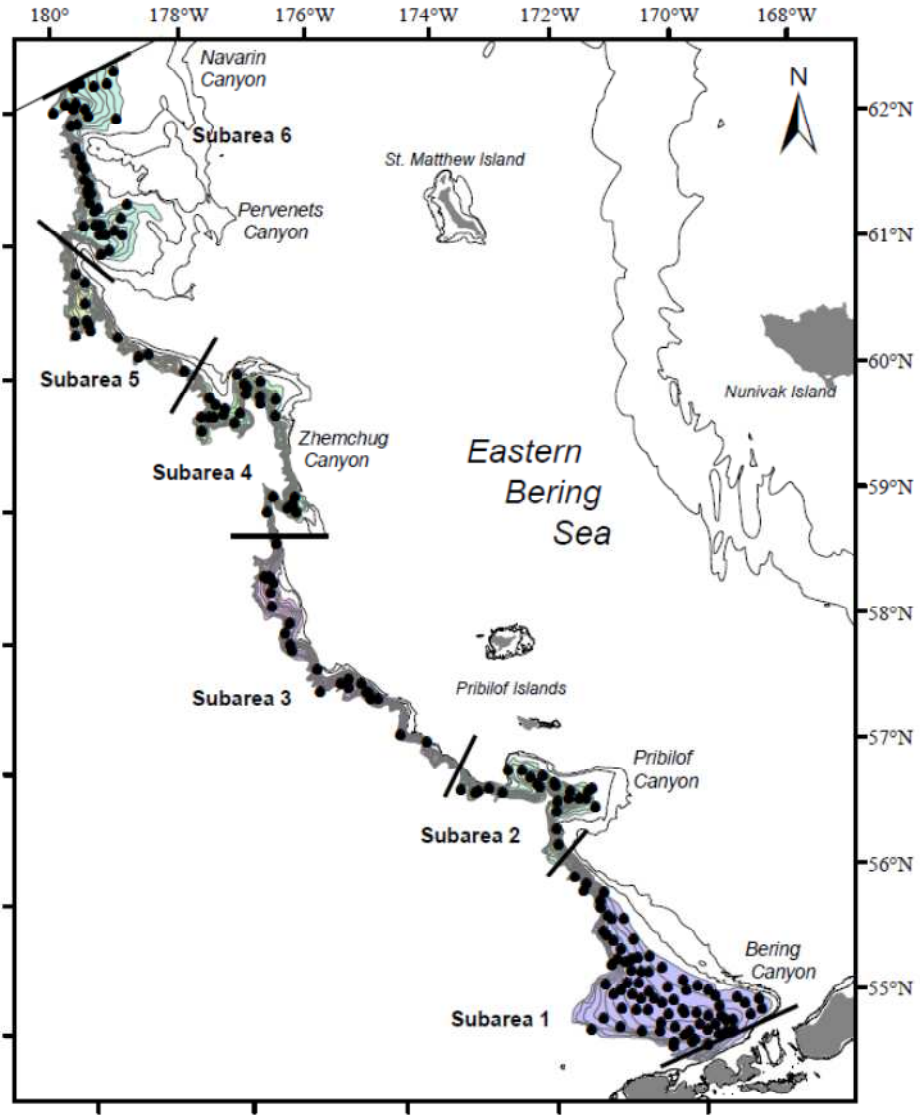 180° 178°W 176°W 174°W 172°W 170°W 168°W
Navarin
Canyon
N
62°N
Subarea 6
St. Matthew Island
Pervenets
Canyon
61°N
60°N
Subarea 5
Nunivak Island
Zhemchug
Canyon
Eastern
Bering
Sea
Subarea 4
59°N
58°N
Subarea 3
Pribilof Islands
57°N
Pribilof
Canyon
Subarea 2
56°N
Bering
Canyon
55°N
Subarea 1